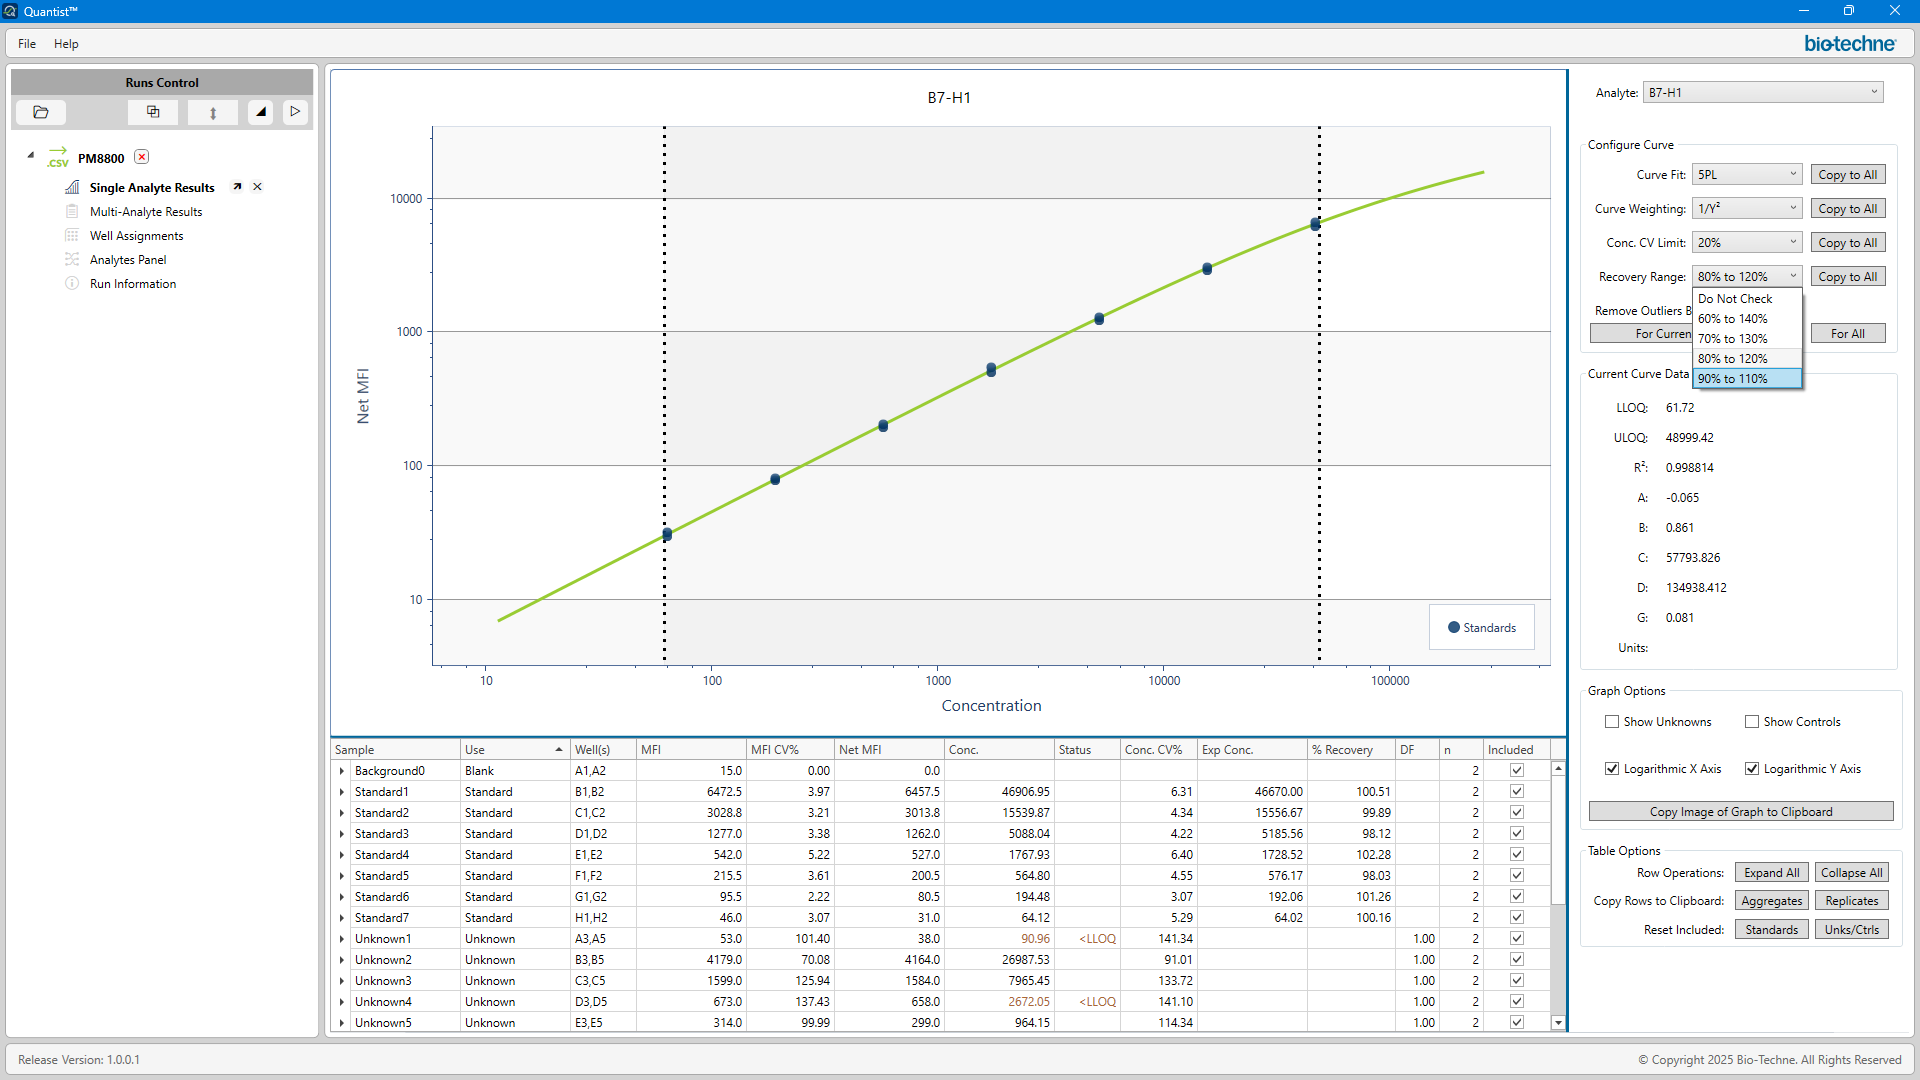 Quantist™
File Help
bio-techne
Runs Control
.csv PM8800
Single Analyte Results
Multi-Analyte Results
Well Assignments
Analytes Panel
Run Information
B7-H1
10000
1000
100
10
Net MFI
Standards
10 100 1000 10000 100000
Concentration
Analyte: B7-H1
Configure Curve
Curve Fit: 5PL Copy to All
Curve Weighting: 1/Y² Copy to All
Conc. CV Limit: 20% Copy to All
Recovery Range: 80% to 120% Copy to All
Do Not Check
60% to 140%
70% to 130%
80% to 120%
90% to 110%
Remove Outliers B
For Curren For All
Current Curve Data
LLOQ: 61.72
ULOQ: 48999.42
R²: 0.998814
A: -0.065
B: 0.861
C: 57793.826
D: 134938.412
G: 0.081
Units:
Graph Options
Show Unknowns Show Controls
Logarithmic X Axis Logarithmic Y Axis
Copy Image of Graph to Clipboard
Table Options
Row Operations: Expand All Collapse All
Copy Rows to Clipboard: Aggregates Replicates
Reset Included: Standards Unks/Ctrls
Sample Use Well(s) MFI MFI CV% Net MFI Conc. Status Conc. CV% Exp Conc. % Recovery DF n Included
Background0 Blank A1,A2 15.0 0.00 0.0 2
Standard1 Standard B1,B2 6472.5 3.97 6457.5 46906.95 6.31 46670.00 100.51 2
Standard2 Standard C1,C2 3028.8 3.21 3013.8 15539.87 4.34 15556.67 99.89 2
Standard3 Standard D1,D2 1277.0 3.38 1262.0 5088.04 4.22 5185.56 98.12 2
Standard4 Standard E1,E2 542.0 5.22 527.0 1767.93 6.40 1728.52 102.28 2
Standard5 Standard F1,F2 215.5 3.61 200.5 564.80 4.55 576.17 98.03 2
Standard6 Standard G1,G2 95.5 2.22 80.5 194.48 3.07 192.06 101.26 2
Standard7 Standard H1,H2 46.0 3.07 31.0 64.12 5.29 64.02 100.16 2
Unknown1 Unknown A3,A5 53.0 101.40 38.0 90.96 <LLOQ 141.34 1.00 2
Unknown2 Unknown B3,B5 4179.0 70.08 4164.0 26987.53 91.01 1.00 2
Unknown3 Unknown C3,C5 1599.0 125.94 1584.0 7965.45 133.72 1.00 2
Unknown4 Unknown D3,D5 673.0 137.43 658.0 2672.05 <LLOQ 141.10 1.00 2
Unknown5 Unknown E3,E5 314.0 99.99 299.0 964.15 114.34 1.00 2
Release Version: 1.0.0.1
© Copyright 2025 Bio-Techne. All Rights Reserved